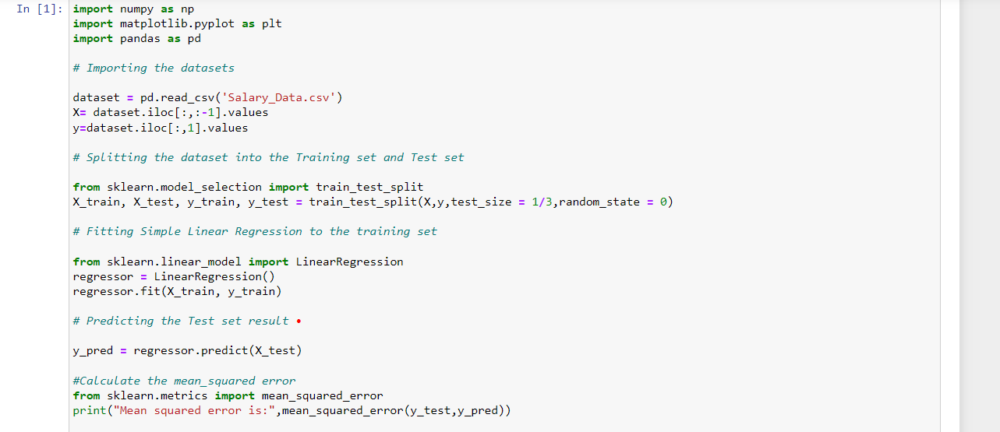 In [1]: import numpy as np
import matplotlib.pyplot as plt
import pandas as pd
# Importing the datasets
dataset = pd.read_csv('Salary_Data.csv')
X= dataset.iloc[:,:-1].values
y=dataset.iloc[:,1].values
# Splitting the dataset into the Training set and Test set
from sklearn.model_selection import train_test_split
X_train, X_test, y_train, y_test = train_test_split(X,y,test_size = 1/3,random_state = 0)
# Fitting Simple Linear Regression to the training set
from sklearn.linear_model import LinearRegression
regressor = LinearRegression()
regressor.fit(X_train, y_train)
# Predicting the Test set result •
y_pred = regressor.predict(X_test)
#Calculate the mean_squared error
from sklearn.metrics import mean_squared_error
print("Mean squared error is:",mean_squared_error(y_test,y_pred))